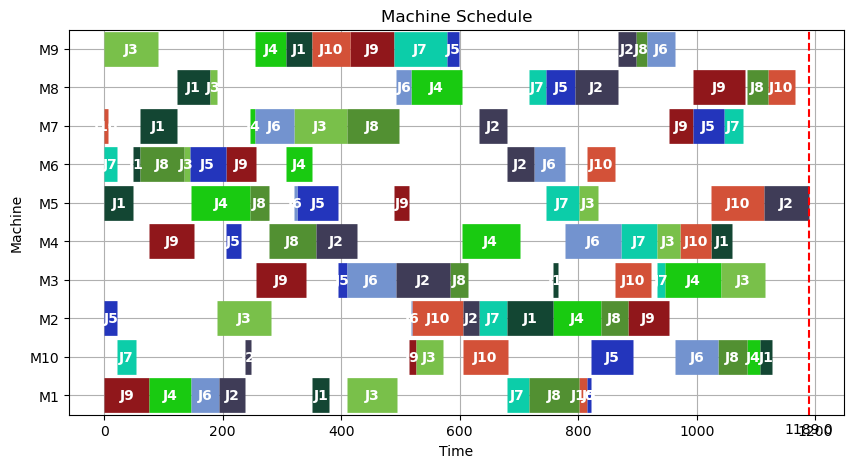 Machine Schedule
M9 J3 J4 J1 J10 J9 J7 J5 J2 J8 J6
M8 J1 J3 J6 J4 J7 J5 J2 J9 J8 J10
M7 J1 J6 J3 J8 J2 J9 J5 J7
M6 J7 J8 J3 J5 J9 J4 J2 J6 J10
M5 J1 J4 J8 J5 J9 J7 J3 J10 J2
M4 J9 J5 J8 J2 J4 J6 J7 J3 J10 J1
M3 J9 J6 J2 J8 J10 J4 J3
M2 J5 J3 J10 J2 J7 J1 J4 J8 J9
M10 J7 J9 J3 J10 J5 J6 J8 J4 J1
M1 J9 J4 J6 J2 J1 J3 J7 J8
0 200 400 600 800 1000 1200
1189.0
Time
Machine